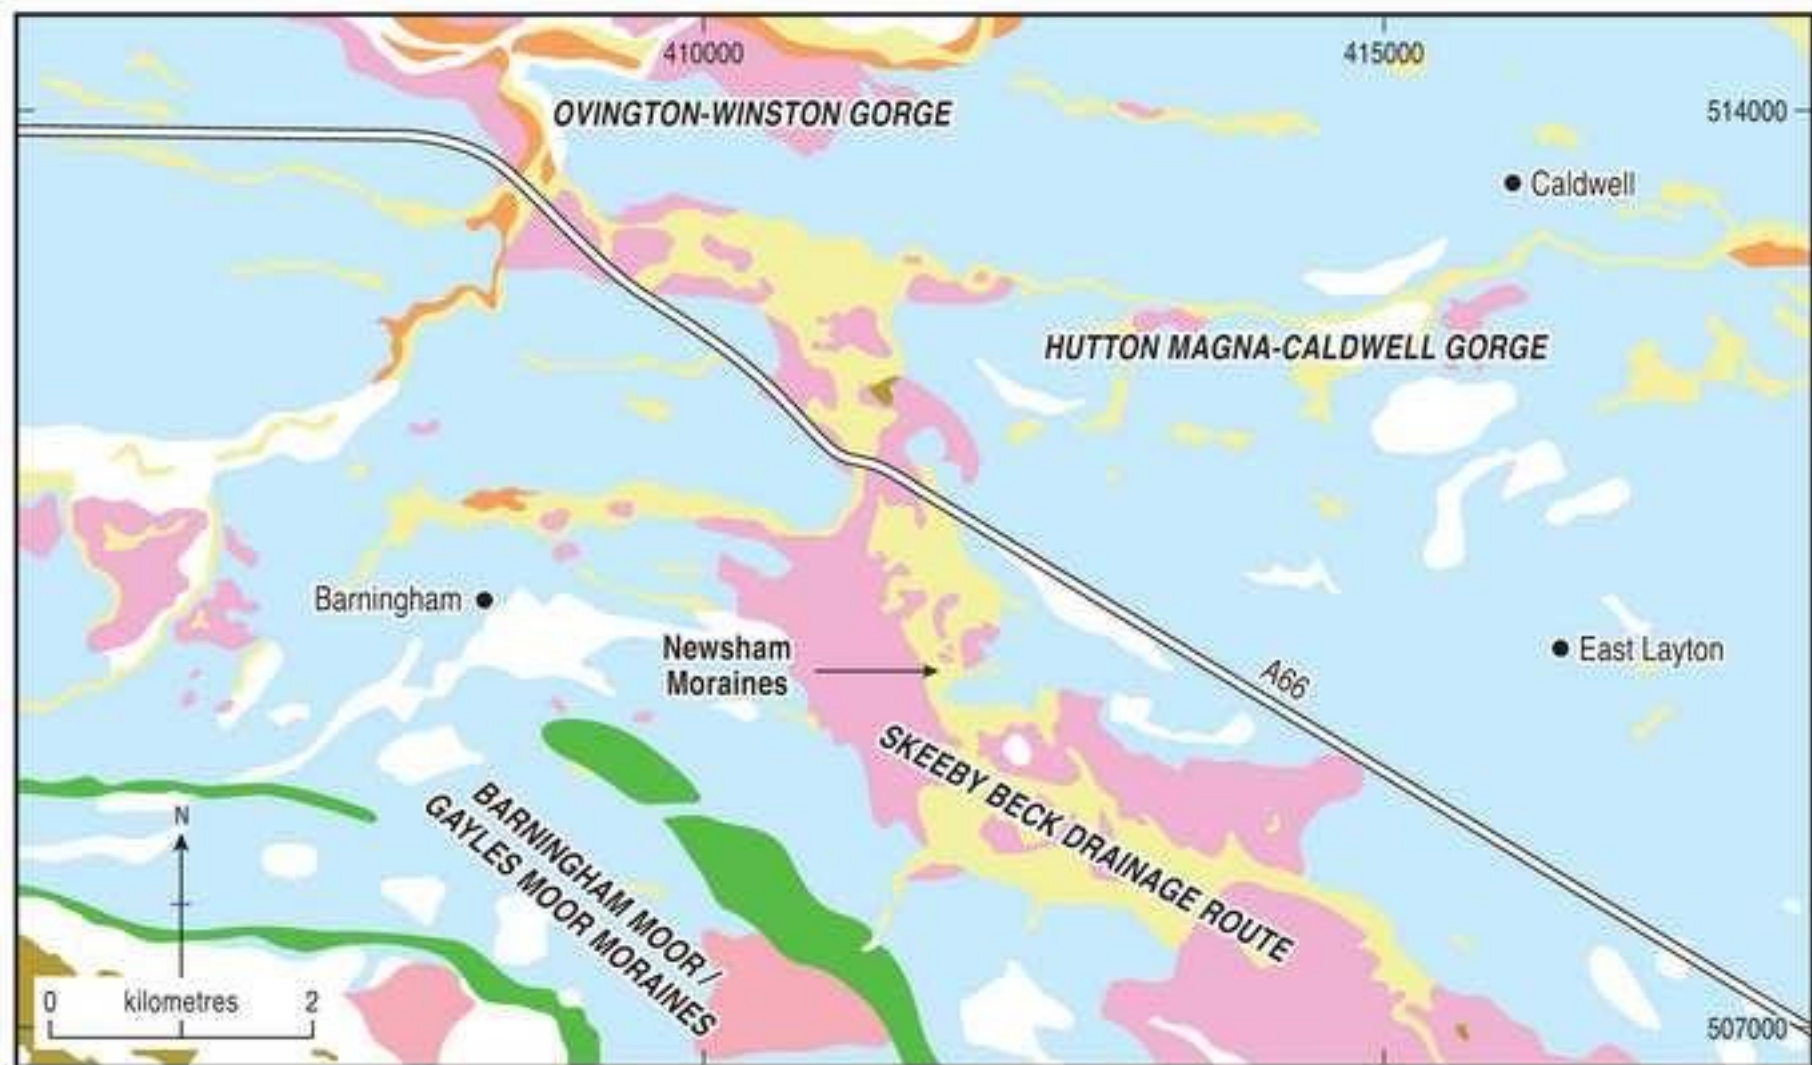 410000
415000
OVINGTON-WINSTON GORGE
514000
Caldwell
HUTTON MAGNA-CALDWELL GORGE
Barningham
Newsham
Moraines
East Layton
A66
SKEEBY BECK DRAINAGE ROUTE
BARNINGHAM MOOR /
GAYLES MOOR MORAINES
N
0 kilometres 2
507000